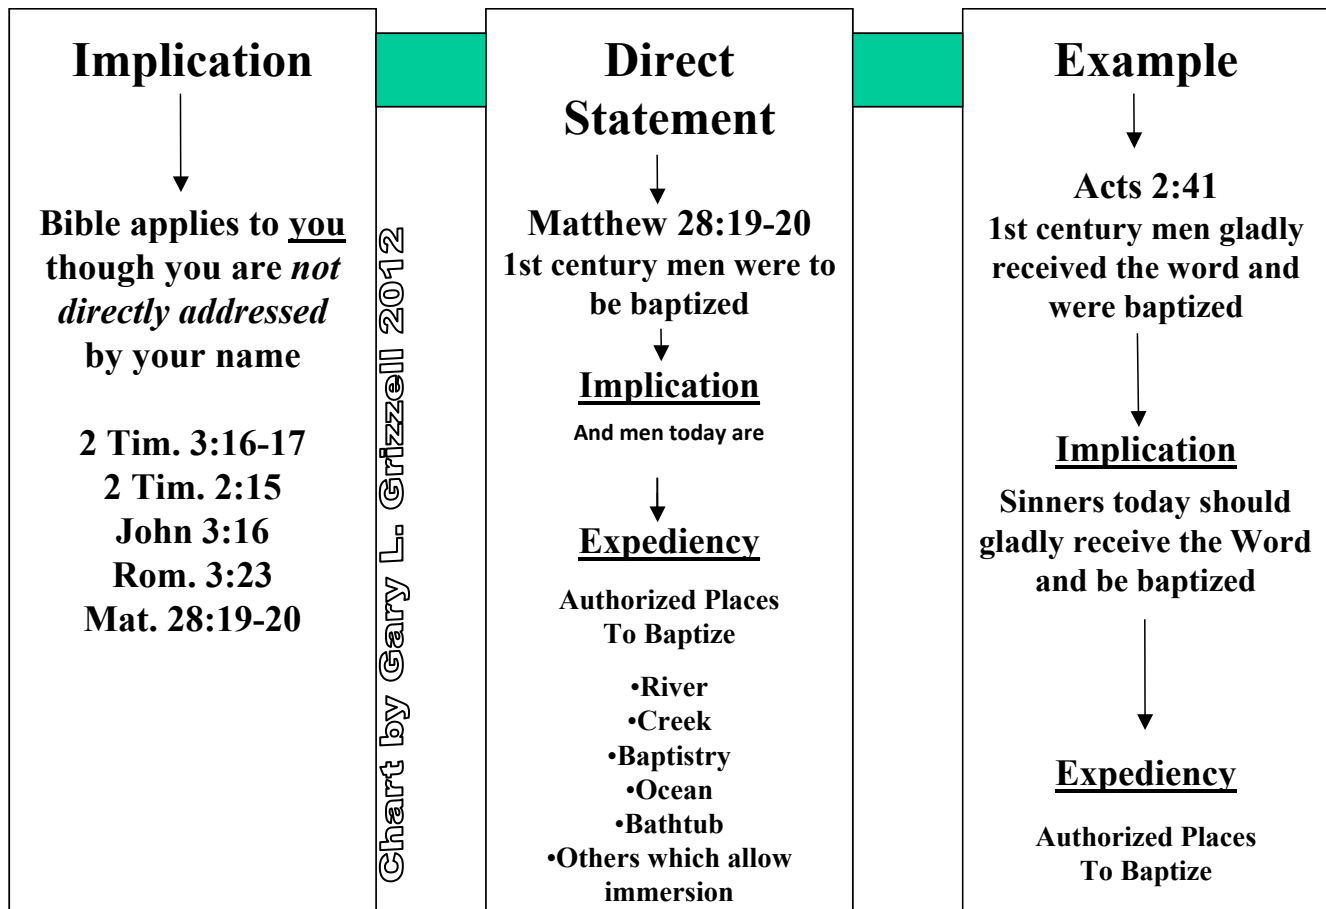 Implication
Bible applies to you
though you are not
directly addressed
by your name
2 Tim. 3:16-17
2 Tim. 2:15
John 3:16
Rom. 3:23
Mat. 28:19-20
Chart by Gary L. Grizzell 2012
Direct
Statement
Matthew 28:19-20
1st century men were to
be baptized
Implication
And men today are
Expediency
Authorized Places
To Baptize
•River
•Creek
•Baptistry
•Ocean
•Bathtub
•Others which allow
immersion
Example
Acts 2:41
1st century men gladly
received the word and
were baptized
Implication
Sinners today should
gladly receive the Word
and be baptized
Expediency
Authorized Places
To Baptize